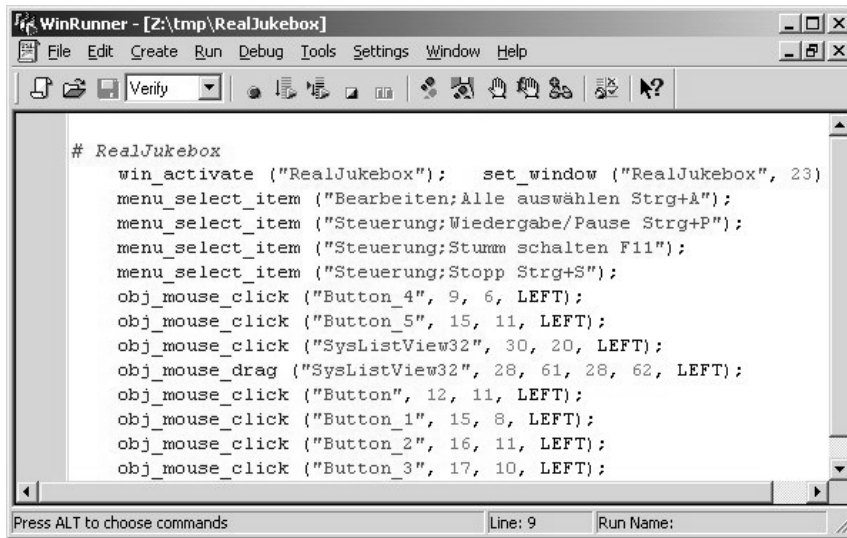 WinRunner - [Z:\tmp\RealJukebox]
File Edit Create Run Debug Tools Settings Window Help
Verify
# RealJukebox
win_activate ("RealJukebox"); set_window ("RealJukebox", 23)
menu_select_item ("Bearbeiten;Alle auswählen Strg+A");
menu_select_item ("Steuerung;Wiedergabe/Pause Strg+P");
menu_select_item ("Steuerung;Stumm schalten F11");
menu_select_item ("Steuerung;Stopp Strg+S");
obj_mouse_click ("Button_4", 9, 6, LEFT);
obj_mouse_click ("Button_5", 15, 11, LEFT);
obj_mouse_click ("SysListView32", 30, 20, LEFT);
obj_mouse_drag ("SysListView32", 28, 61, 28, 62, LEFT);
obj_mouse_click ("Button", 12, 11, LEFT);
obj_mouse_click ("Button_1", 15, 8, LEFT);
obj_mouse_click ("Button_2", 16, 11, LEFT);
obj_mouse_click ("Button_3", 17, 10, LEFT);
Press ALT to choose commands Line: 9 Run Name: